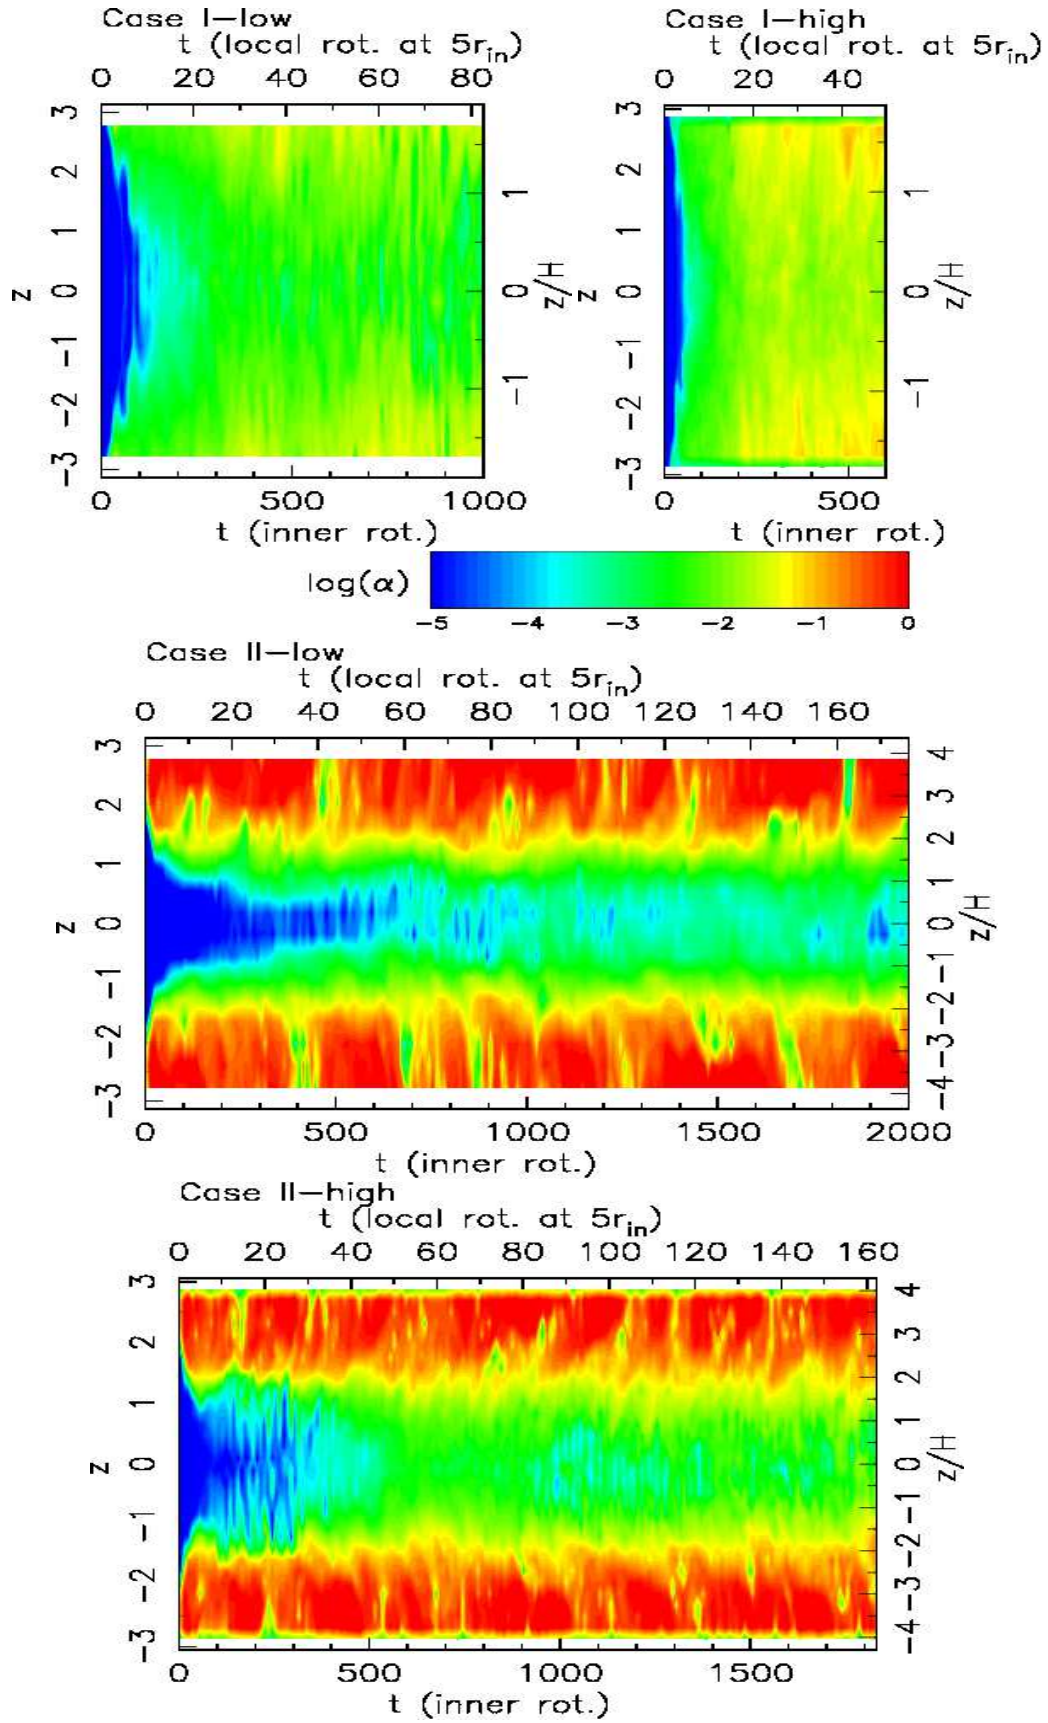 Case I−low
t (local rot. at 5r_in)
0 20 40 60 80
3
2
1
0
−1
−2
−3
z
1
0
−1
z/H
0 500 1000
t (inner rot.)
Case I−high
t (local rot. at 5r_in)
0 20 40
3
2
1
0
−1
−2
−3
z
1
0
−1
z/H
0 500
t (inner rot.)
log(α)
−5 −4 −3 −2 −1 0
Case II−low
t (local rot. at 5r_in)
0 20 40 60 80 100 120 140 160
3
2
1
0
−1
−2
−3
z
4
3
2
1
0
−1
−2
−3
−4
z/H
0 500 1000 1500 2000
t (inner rot.)
Case II−high
t (local rot. at 5r_in)
0 20 40 60 80 100 120 140 160
3
2
1
0
−1
−2
−3
z
4
3
2
1
0
−1
−2
−3
−4
z/H
0 500 1000 1500
t (inner rot.)